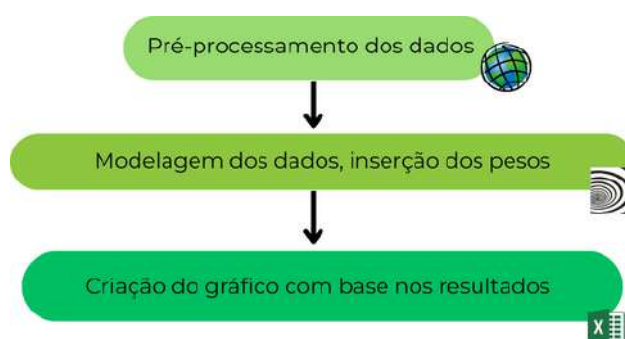 Pré-processamento dos dados
Modelagem dos dados, inserção dos pesos
Criação do gráfico com base nos resultados
X